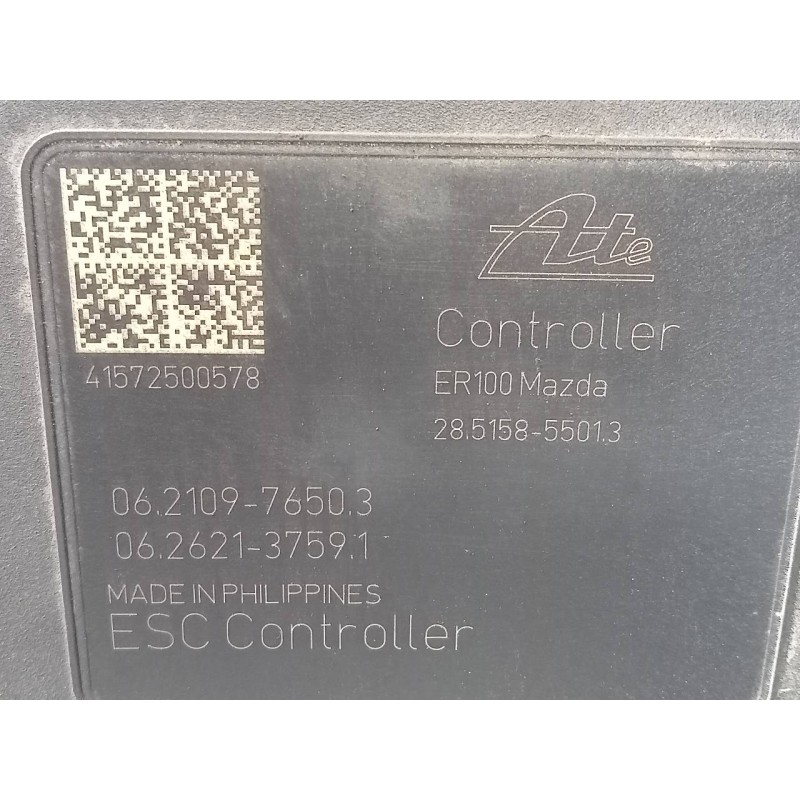 Ate
Controller
ER100 Mazda
28.5158-5501.3
41572500578
06.2109-7650.3
06.2621-3759.1
MADE IN PHILIPPINES
ESC Controller